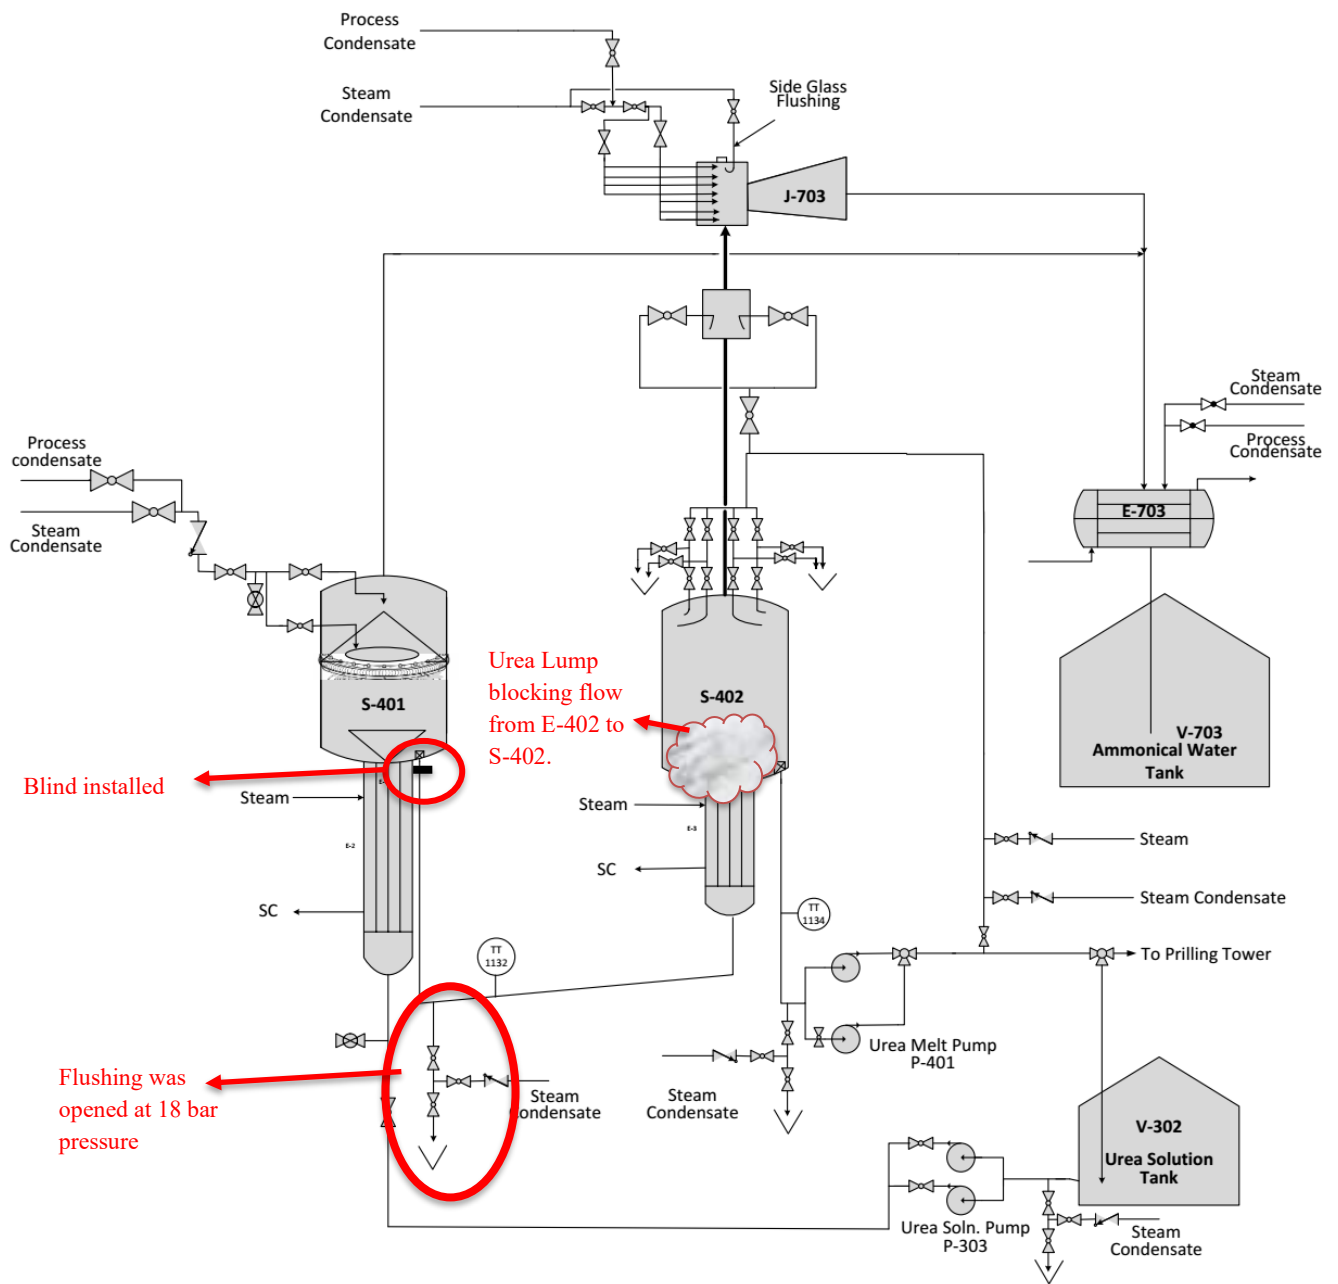 Process
Condensate
Steam
Condensate
Side Glass
Flushing
J-703
Steam
Condensate
Process
Condensate
Process
condensate
Steam
Condensate
E-703
S-401
Urea Lump
blocking flow
from E-402 to
S-402.
S-402
V-703
Ammonical Water
Tank
Blind installed
Steam
E-2
SC
Steam
E-3
SC
Steam
Steam Condensate
TT
1134
TT
1132
To Prilling Tower
Urea Melt Pump
P-401
Flushing was
opened at 18 bar
pressure
Steam
Condensate
Steam
Condensate
V-302
Urea Solution
Tank
Urea Soln. Pump
P-303
Steam
Condensate